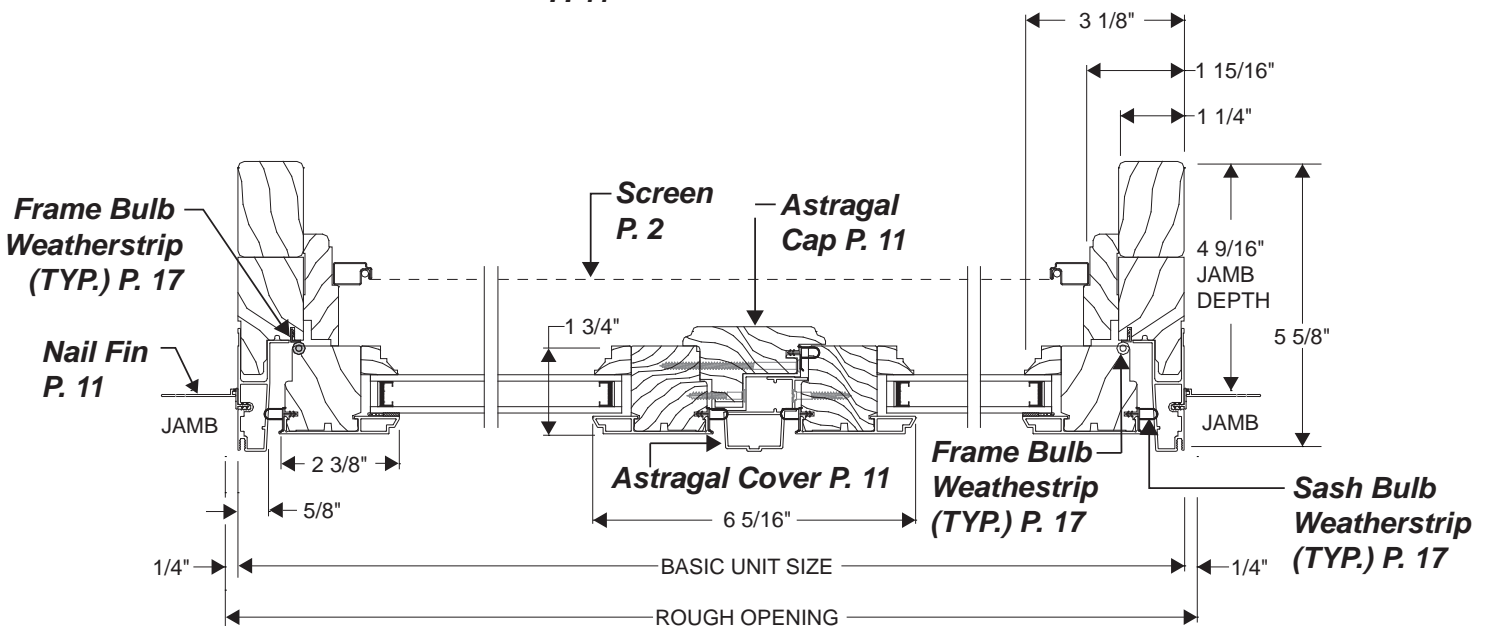 3 1/8"
1 15/16"
1 1/4"
Screen
P. 2
Astragal
Cap P. 11
Frame Bulb
Weatherstrip
(TYP.) P. 17
4 9/16"
JAMB
DEPTH
5 5/8"
1 3/4"
Nail Fin
P. 11
JAMB
JAMB
2 3/8"
Astragal Cover P. 11
Frame Bulb
Weathestrip
(TYP.) P. 17
Sash Bulb
Weatherstrip
(TYP.) P. 17
5/8"
6 5/16"
1/4"
BASIC UNIT SIZE
1/4"
ROUGH OPENING